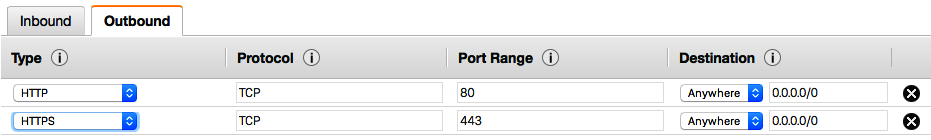 Inbound Outbound
Type i Protocol i Port Range i Destination i
HTTP TCP 80 Anywhere 0.0.0.0/0
HTTPS TCP 443 Anywhere 0.0.0.0/0